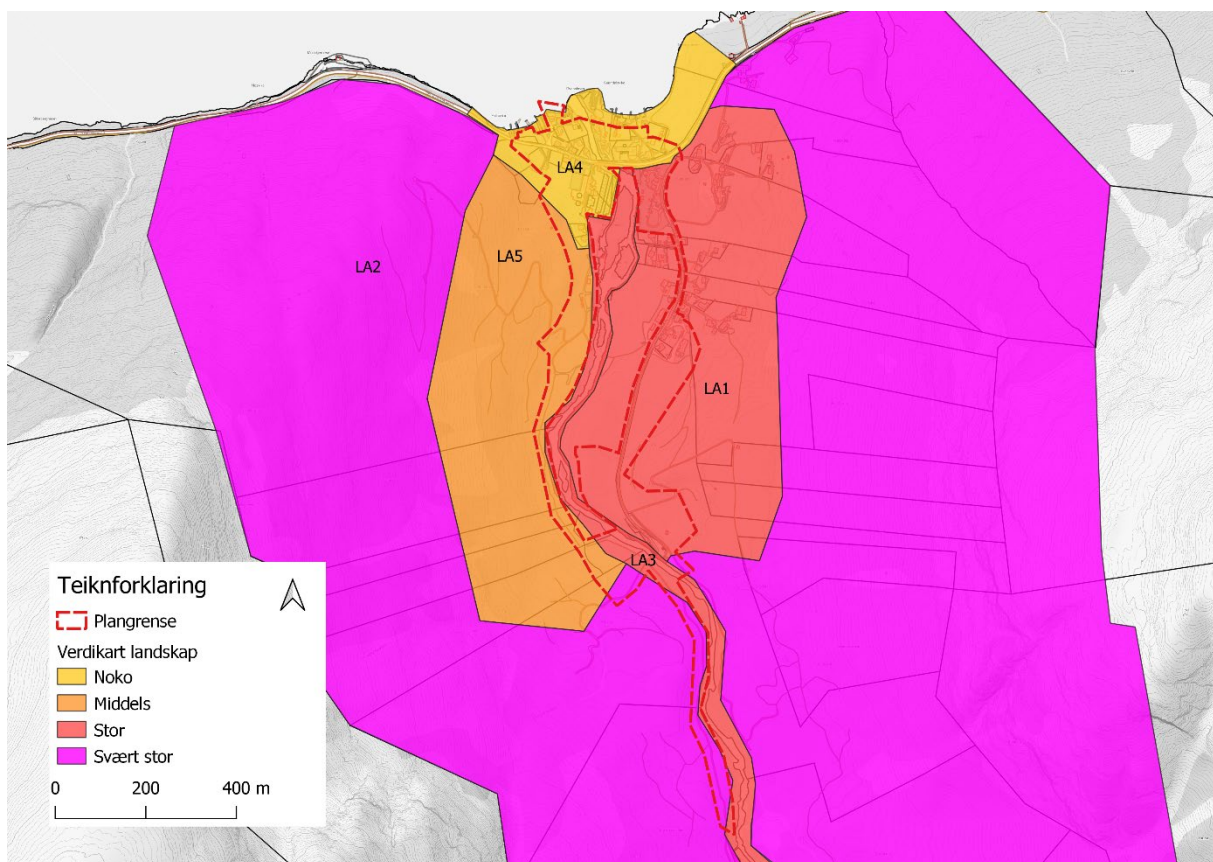 LA4
LA2
LA5
LA1
LA3
Teiknforklaring
Plangrense
Verdikart landskap
Noko
Middels
Stor
Svært stor
0 200 400 m